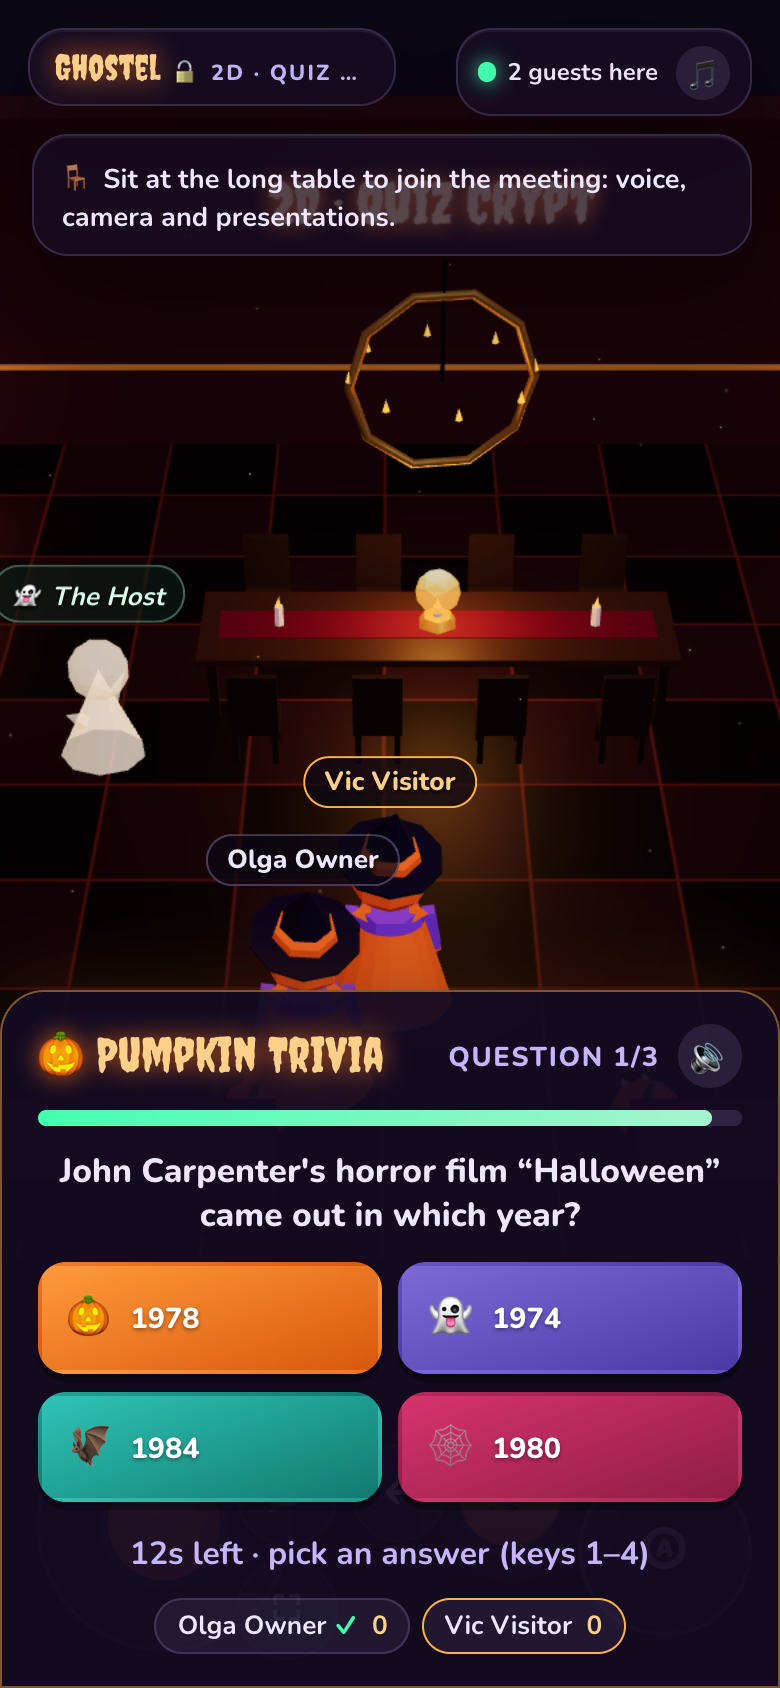 GHOSTEL 🔓 2D · QUIZ ...
2 guests here
Sit at the long table to join the meeting: voice,
camera and presentations.
2D · QUIZ CRYPT
The Host
Vic Visitor
Olga Owner
PUMPKIN TRIVIA
QUESTION 1/3
John Carpenter's horror film “Halloween”
came out in which year?
1978
1974
1984
1980
12s left · pick an answer (keys 1–4)
A
Olga Owner ✓ 0
Vic Visitor 0